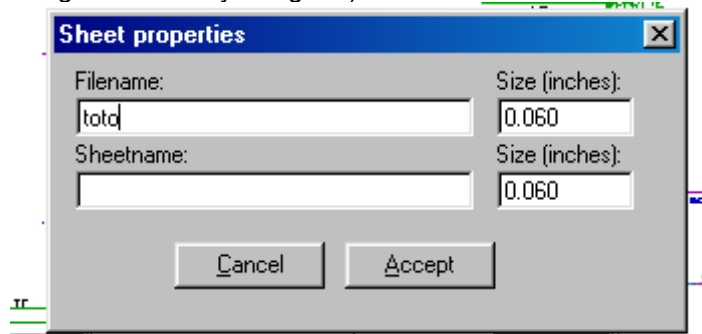 Sheet properties
Filename: Size (inches):
toto 0.060
Sheetname: Size (inches):
0.060
Cancel Accept